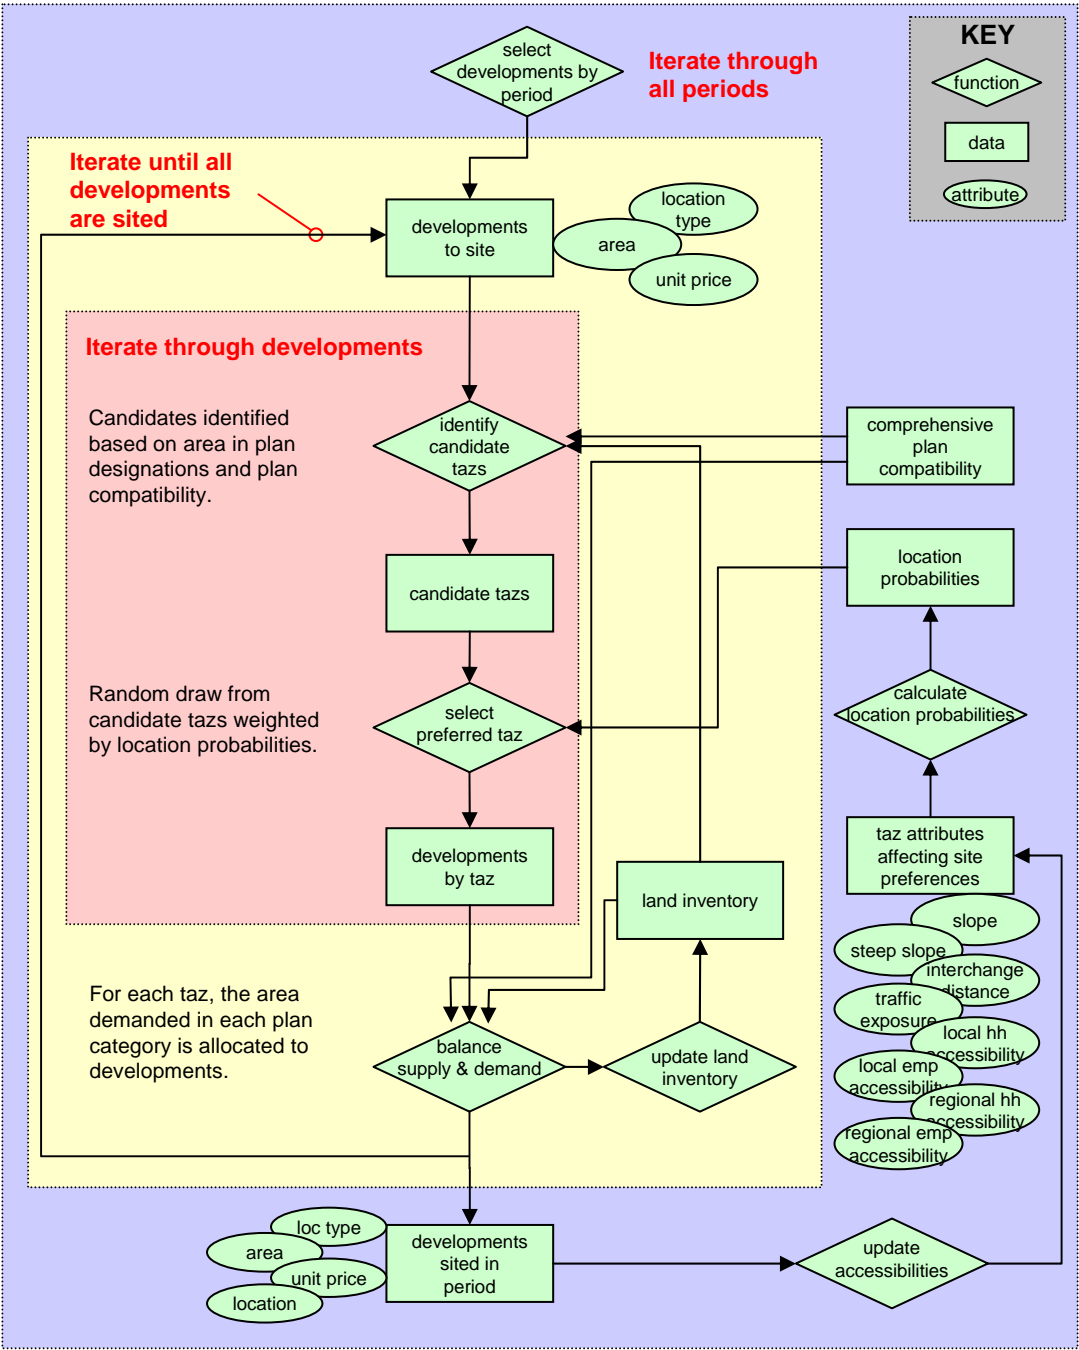 select
developments by
period
Iterate through
all periods
KEY
function
data
attribute
Iterate until all
developments
are sited
developments
to site
location
type
area
unit price
Iterate through developments
Candidates identified
based on area in plan
designations and plan
compatibility.
identify
candidate
tazs
comprehensive
plan
compatibility
candidate tazs
location
probabilities
Random draw from
candidate tazs weighted
by location probabilities.
select
preferred taz
calculate
location probabilities
developments
by taz
land inventory
taz attributes
affecting site
preferences
slope
steep slope
interchange
distance
traffic
exposure
local hh
accessibility
local emp
accessibility
regional hh
accessibility
regional emp
accessibility
For each taz, the area
demanded in each plan
category is allocated to
developments.
balance
supply & demand
update land
inventory
loc type
area
unit price
location
developments
sited in
period
update
accessibilities